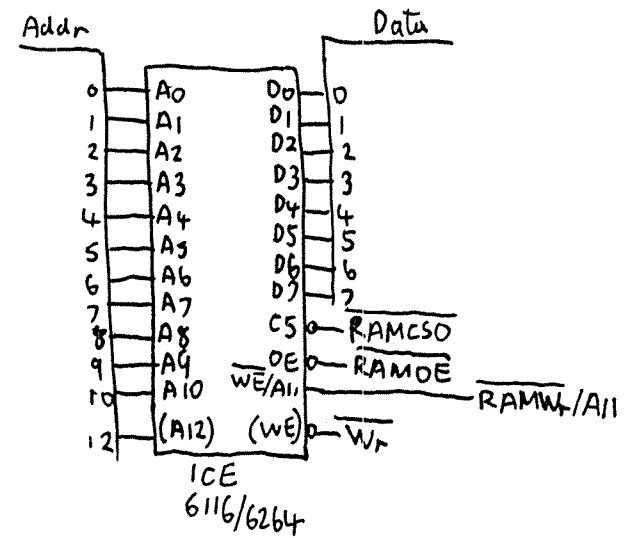 Addr Data
0 A0 D0 0
1 A1 D1 1
2 A2 D2 2
3 A3 D3 3
4 A4 D4 4
5 A5 D5 5
6 A6 D6 6
7 A7 D7 7
8 A8 CS RAMCS0
9 A9 OE RAMOE
10 A10 WE/A11 RAMWr/A11
12 (A12) (WE) Wr
ICE
6116/6264